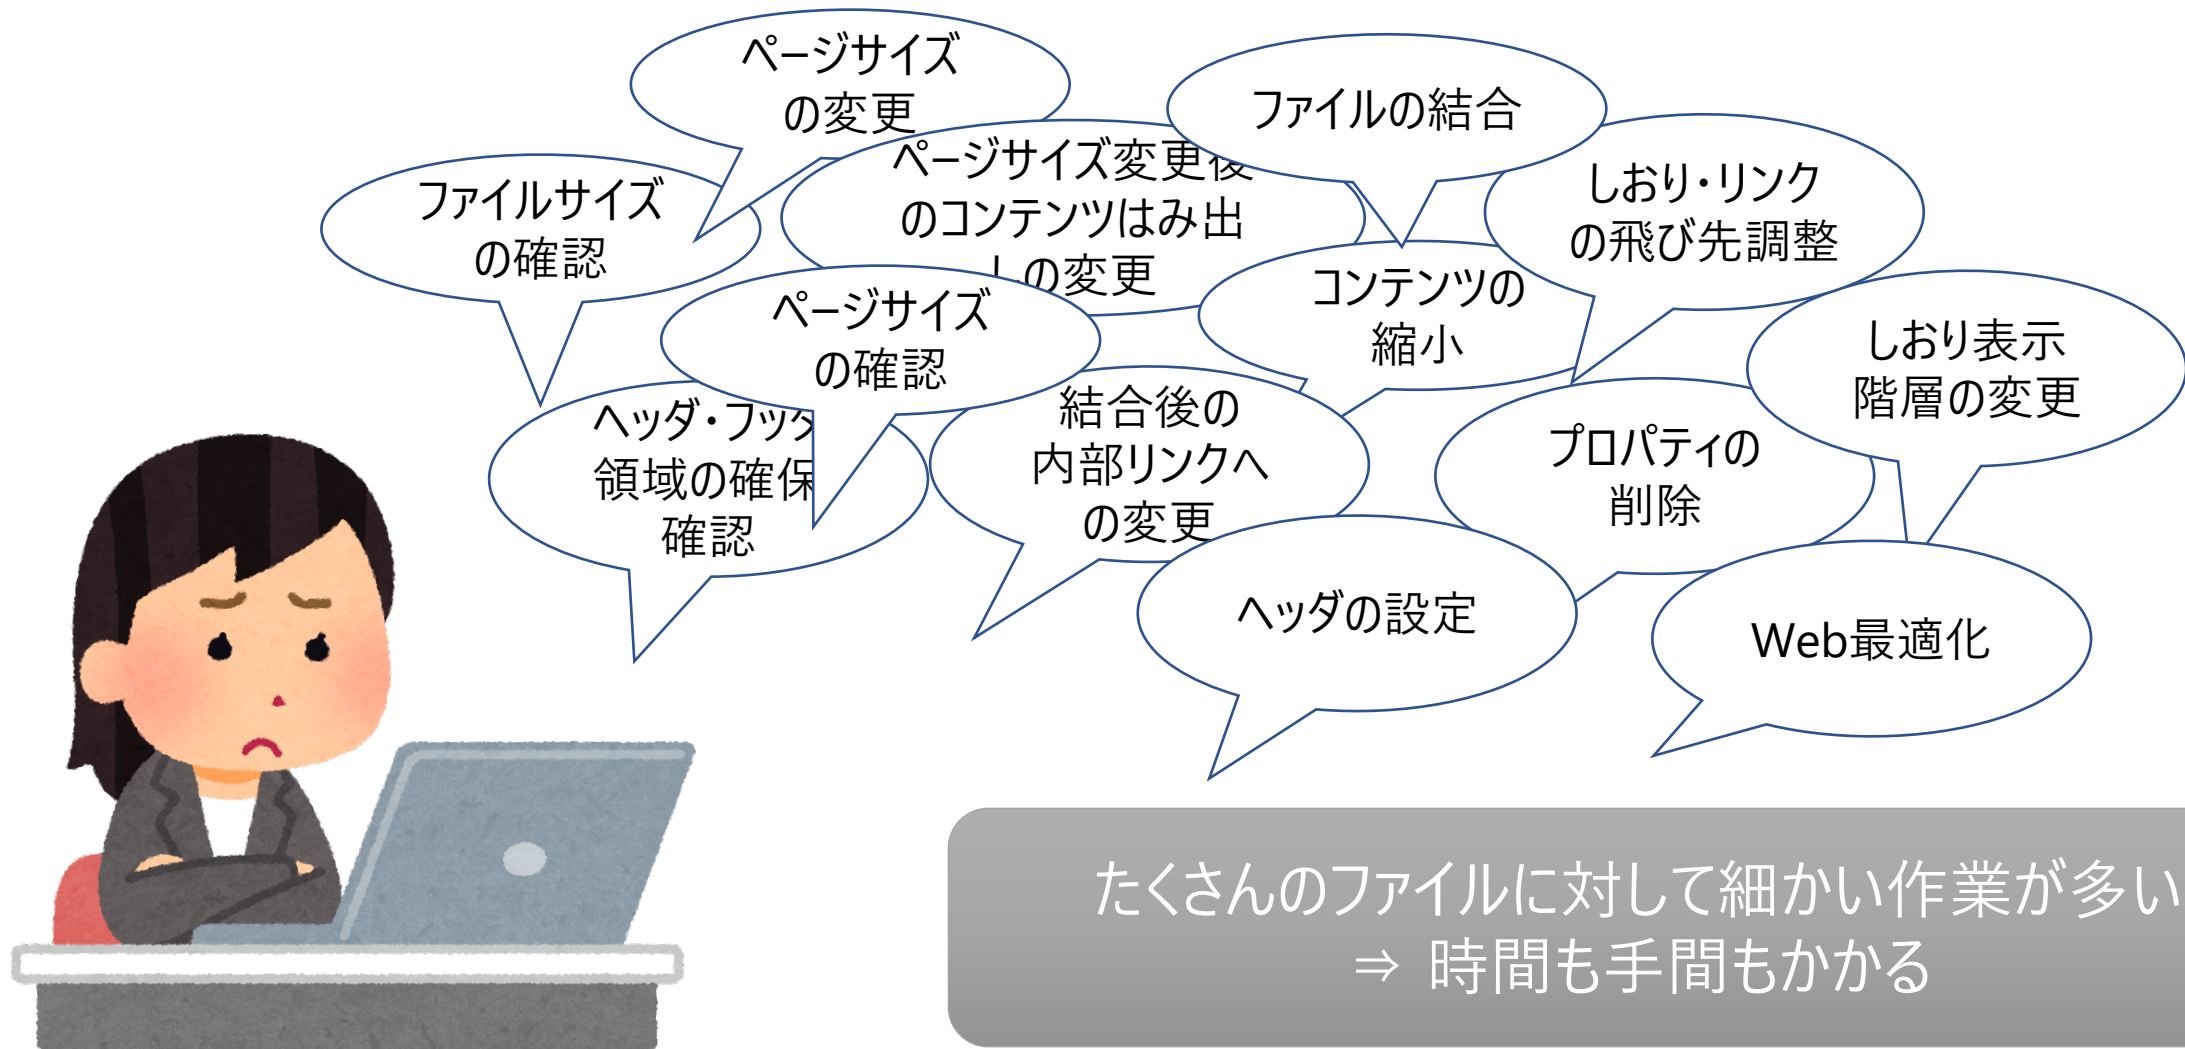 ページサイズ
の変更
ファイルの結合
ページサイズ変更後
のコンテンツはみ出
しの変更
しおり・リンク
の飛び先調整
ファイルサイズ
の確認
コンテンツの
縮小
ページサイズ
の確認
しおり表示
階層の変更
ヘッダ・フッタ
領域の確保
確認
結合後の
内部リンクへ
の変更
プロパティの
削除
ヘッダの設定
Web最適化
たくさんのファイルに対して細かい作業が多い
⇒ 時間も手間もかかる